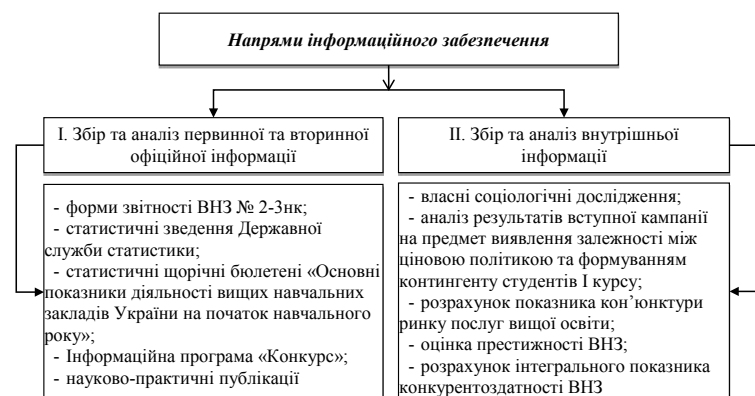 Напрями інформаційного забезпечення
І. Збір та аналіз первинної та вторинної
офіційної інформації
- форми звітності ВНЗ № 2-3нк;
- статистичні зведення Державної
служби статистики;
- статистичні щорічні бюлетені «Основні
показники діяльності вищих навчальних
закладів України на початок навчального
року»;
- Інформаційна програма «Конкурс»;
- науково-практичні публікації
ІІ. Збір та аналіз внутрішньої
інформації
- власні соціологічні дослідження;
- аналіз результатів вступної кампанії
на предмет виявлення залежності між
ціновою політикою та формуванням
контингенту студентів І курсу;
- розрахунок показника кон’юнктури
ринку послуг вищої освіти;
- оцінка престижності ВНЗ;
- розрахунок інтегрального показника
конкурентоздатності ВНЗ